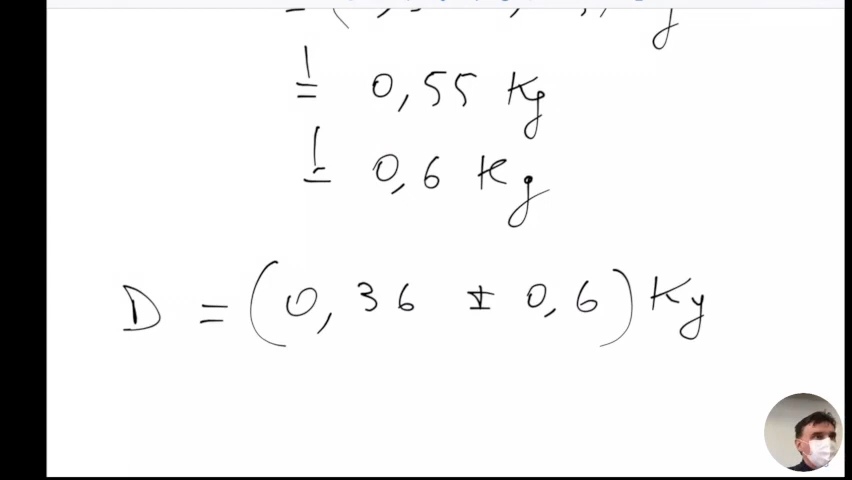 = 0,55 Kg
= 0,6 Kg
D = (0,36 ± 0,6) Kg